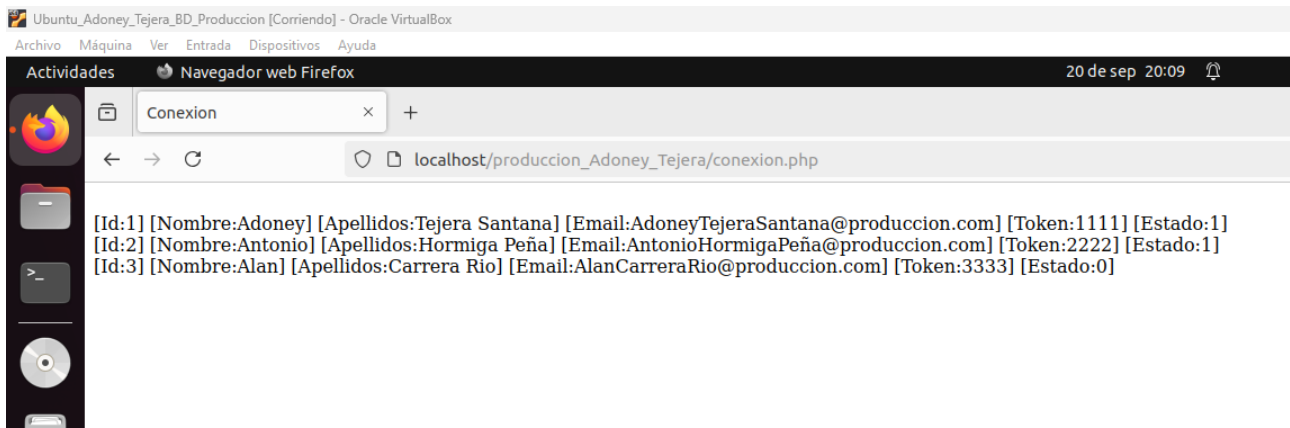 Ubuntu_Adoney_Tejera_BD_Produccion [Corriendo] - Oracle VirtualBox
Archivo Máquina Ver Entrada Dispositivos Ayuda
Actividades Navegador web Firefox 20 de sep 20:09
Conexion
localhost/produccion_Adoney_Tejera/conexion.php
[Id:1] [Nombre:Adoney] [Apellidos:Tejera Santana] [Email:AdoneyTejeraSantana@produccion.com] [Token:1111] [Estado:1]
[Id:2] [Nombre:Antonio] [Apellidos:Hormiga Peña] [Email:AntonioHormigaPeña@produccion.com] [Token:2222] [Estado:1]
[Id:3] [Nombre:Alan] [Apellidos:Carrera Rio] [Email:AlanCarreraRio@produccion.com] [Token:3333] [Estado:0]